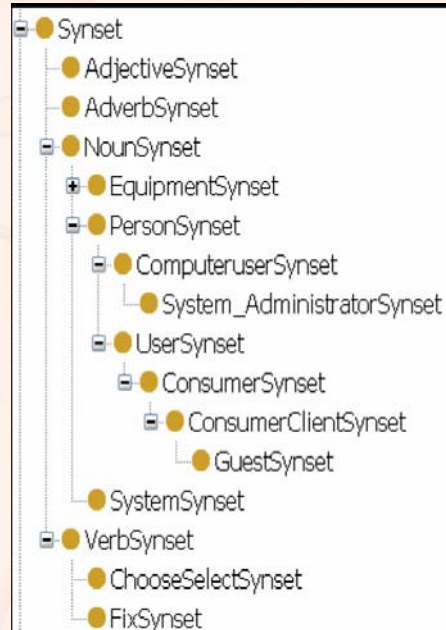 Synset
AdjectiveSynset
AdverbSynset
NounSynset
EquipmentSynset
PersonSynset
ComputeruserSynset
System_AdministratorSynset
UserSynset
ConsumerSynset
ConsumerClientSynset
GuestSynset
SystemSynset
VerbSynset
ChooseSelectSynset
FixSynset